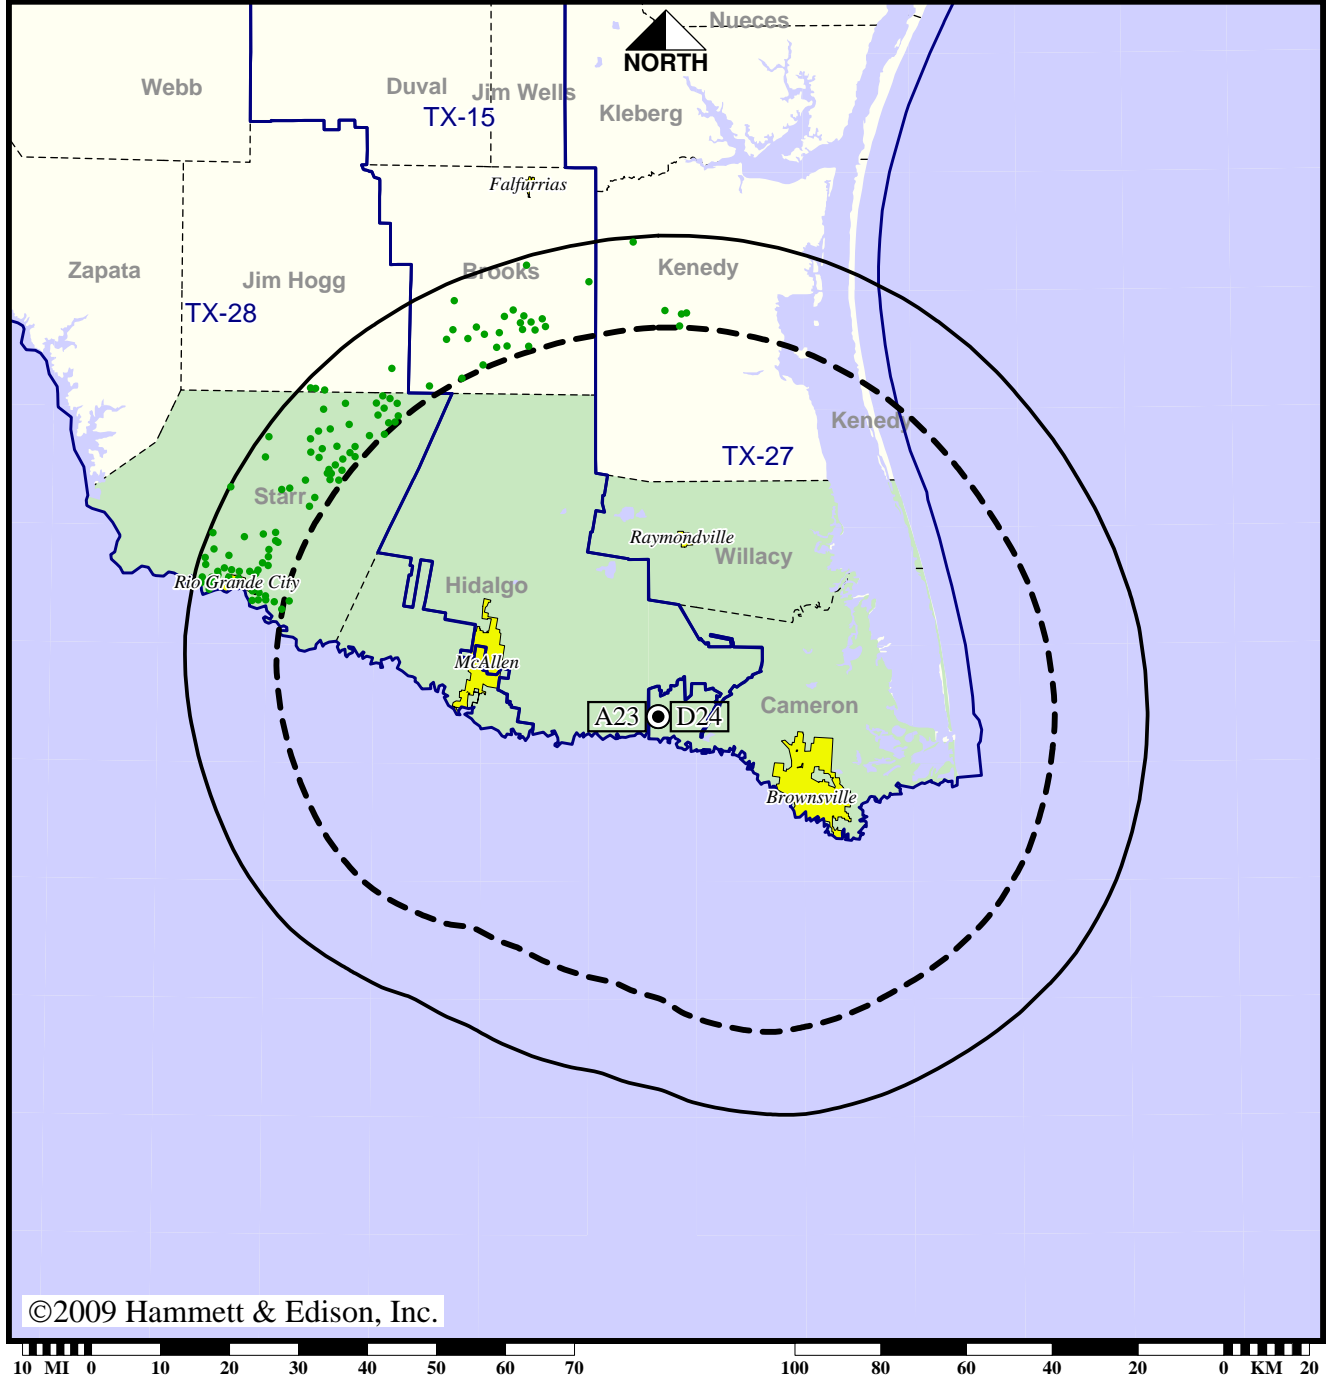 Nueces
NORTH
Webb
Duval
Jim Wells
Kleberg
TX-15
Falfurrias
Zapata
Jim Hogg
Brooks
Kenedy
TX-28
Kenedy
TX-27
Starr
Raymondville
Willacy
Rio Grande City
Hidalgo
McAllen
Cameron
A23 D24
Brownsville
©2009 Hammett & Edison, Inc.
10 MI 0 10 20 30 40 50 60 70 100 80 60 40 20 0 KM 20